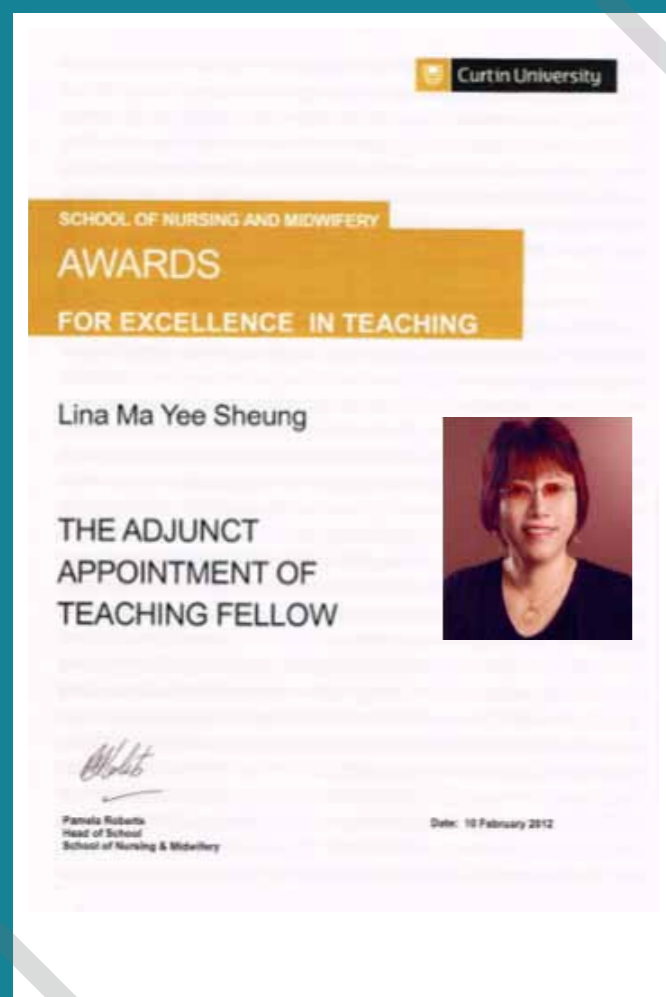 Curtin University
SCHOOL OF NURSING AND MIDWIFERY
AWARDS
FOR EXCELLENCE IN TEACHING
Lina Ma Yee Sheung
THE ADJUNCT
APPOINTMENT OF
TEACHING FELLOW
Pamela Roberts
Head of School
School of Nursing & Midwifery
Date: 10 February 2012